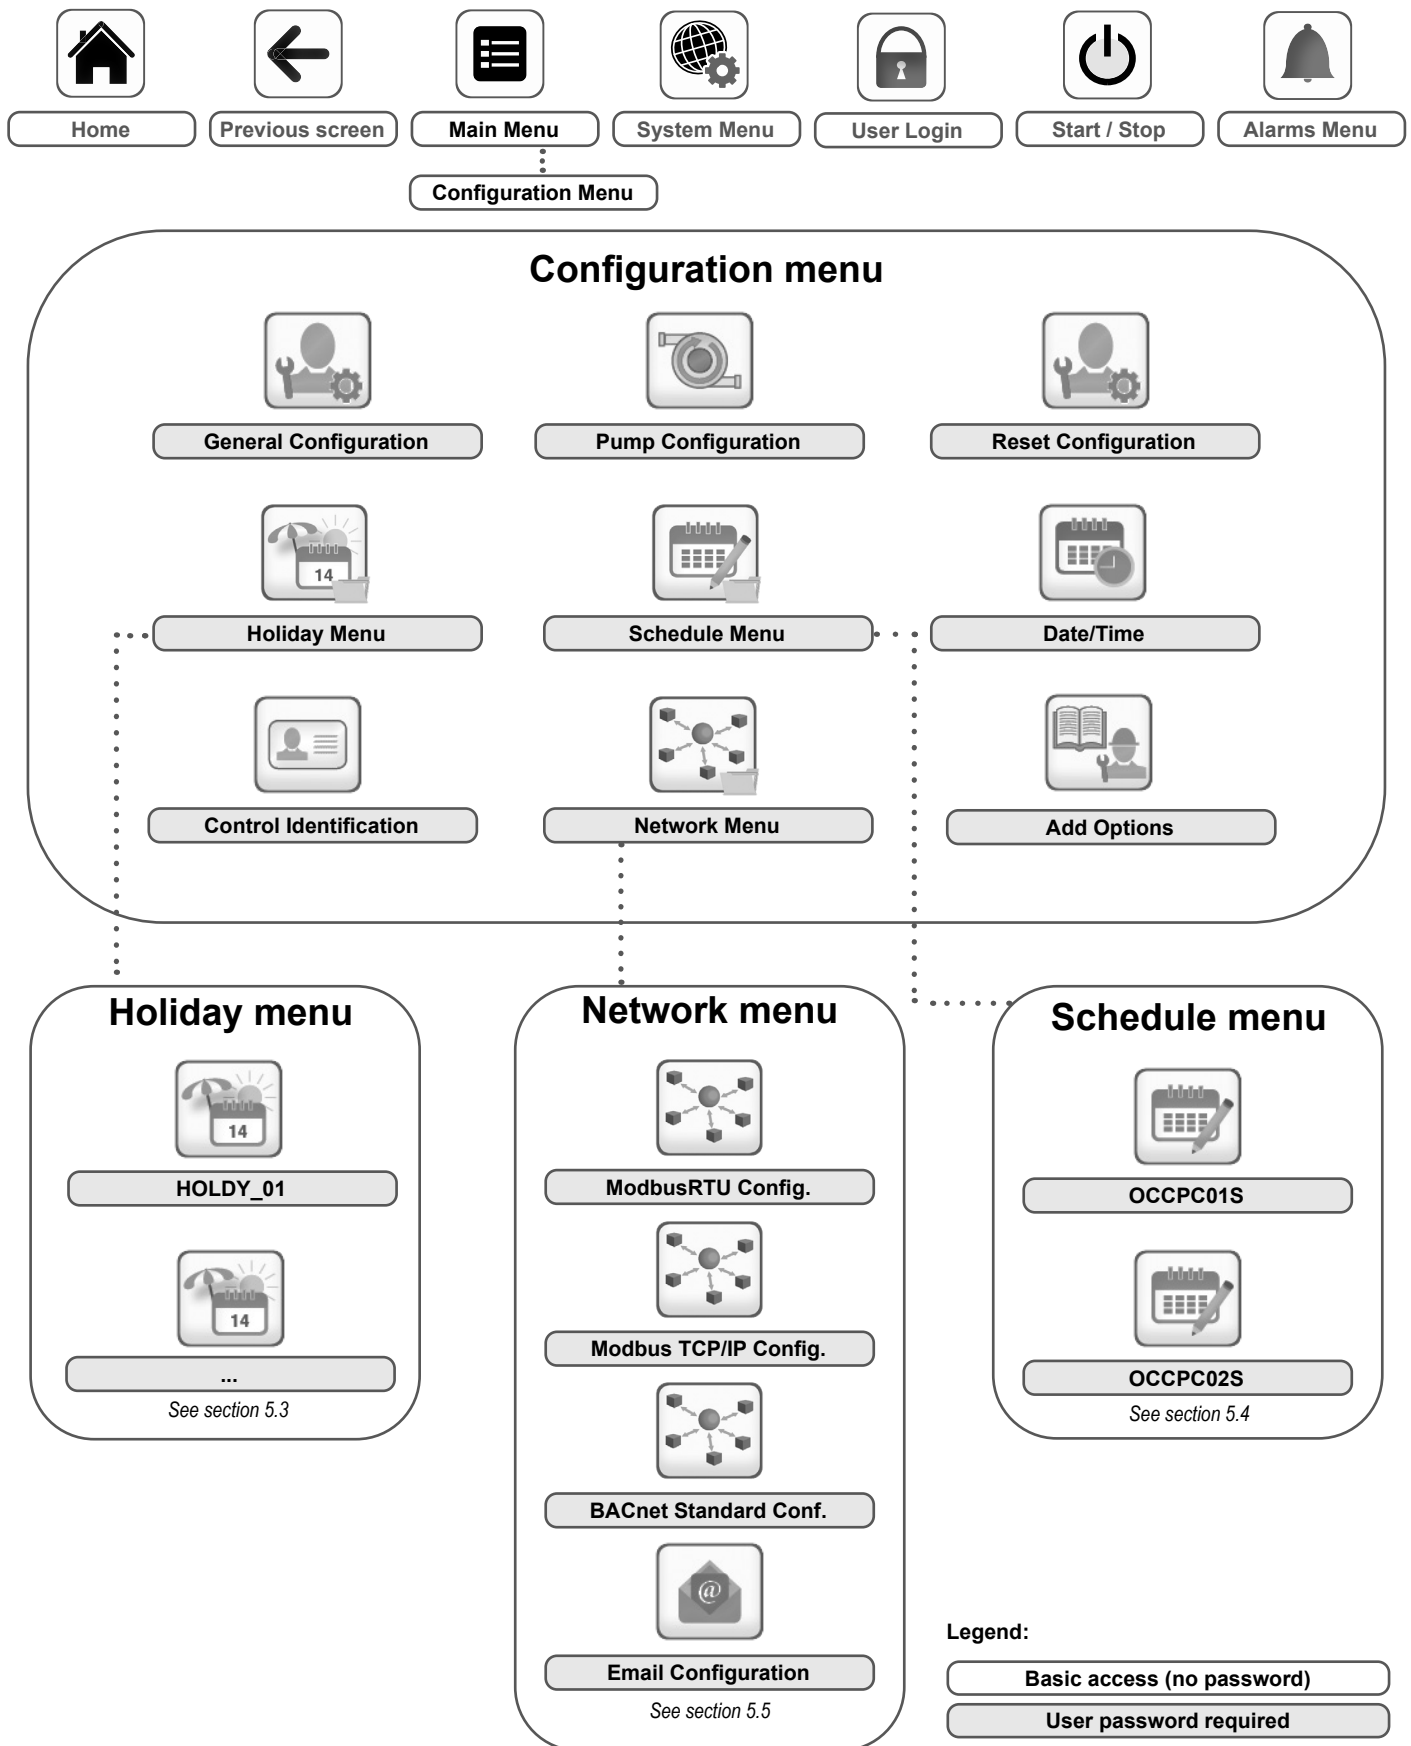 Home
Previous screen
Main Menu
System Menu
User Login
Start / Stop
Alarms Menu
Configuration Menu
Configuration menu
General Configuration
Pump Configuration
Reset Configuration
14
Holiday Menu
Schedule Menu
Date/Time
Control Identification
Network Menu
Add Options
Holiday menu
14
HOLDY_01
14
...
See section 5.3
Network menu
ModbusRTU Config.
Modbus TCP/IP Config.
BACnet Standard Conf.
@
Email Configuration
See section 5.5
Schedule menu
OCCPC01S
OCCPC02S
See section 5.4
Legend:
Basic access (no password)
User password required